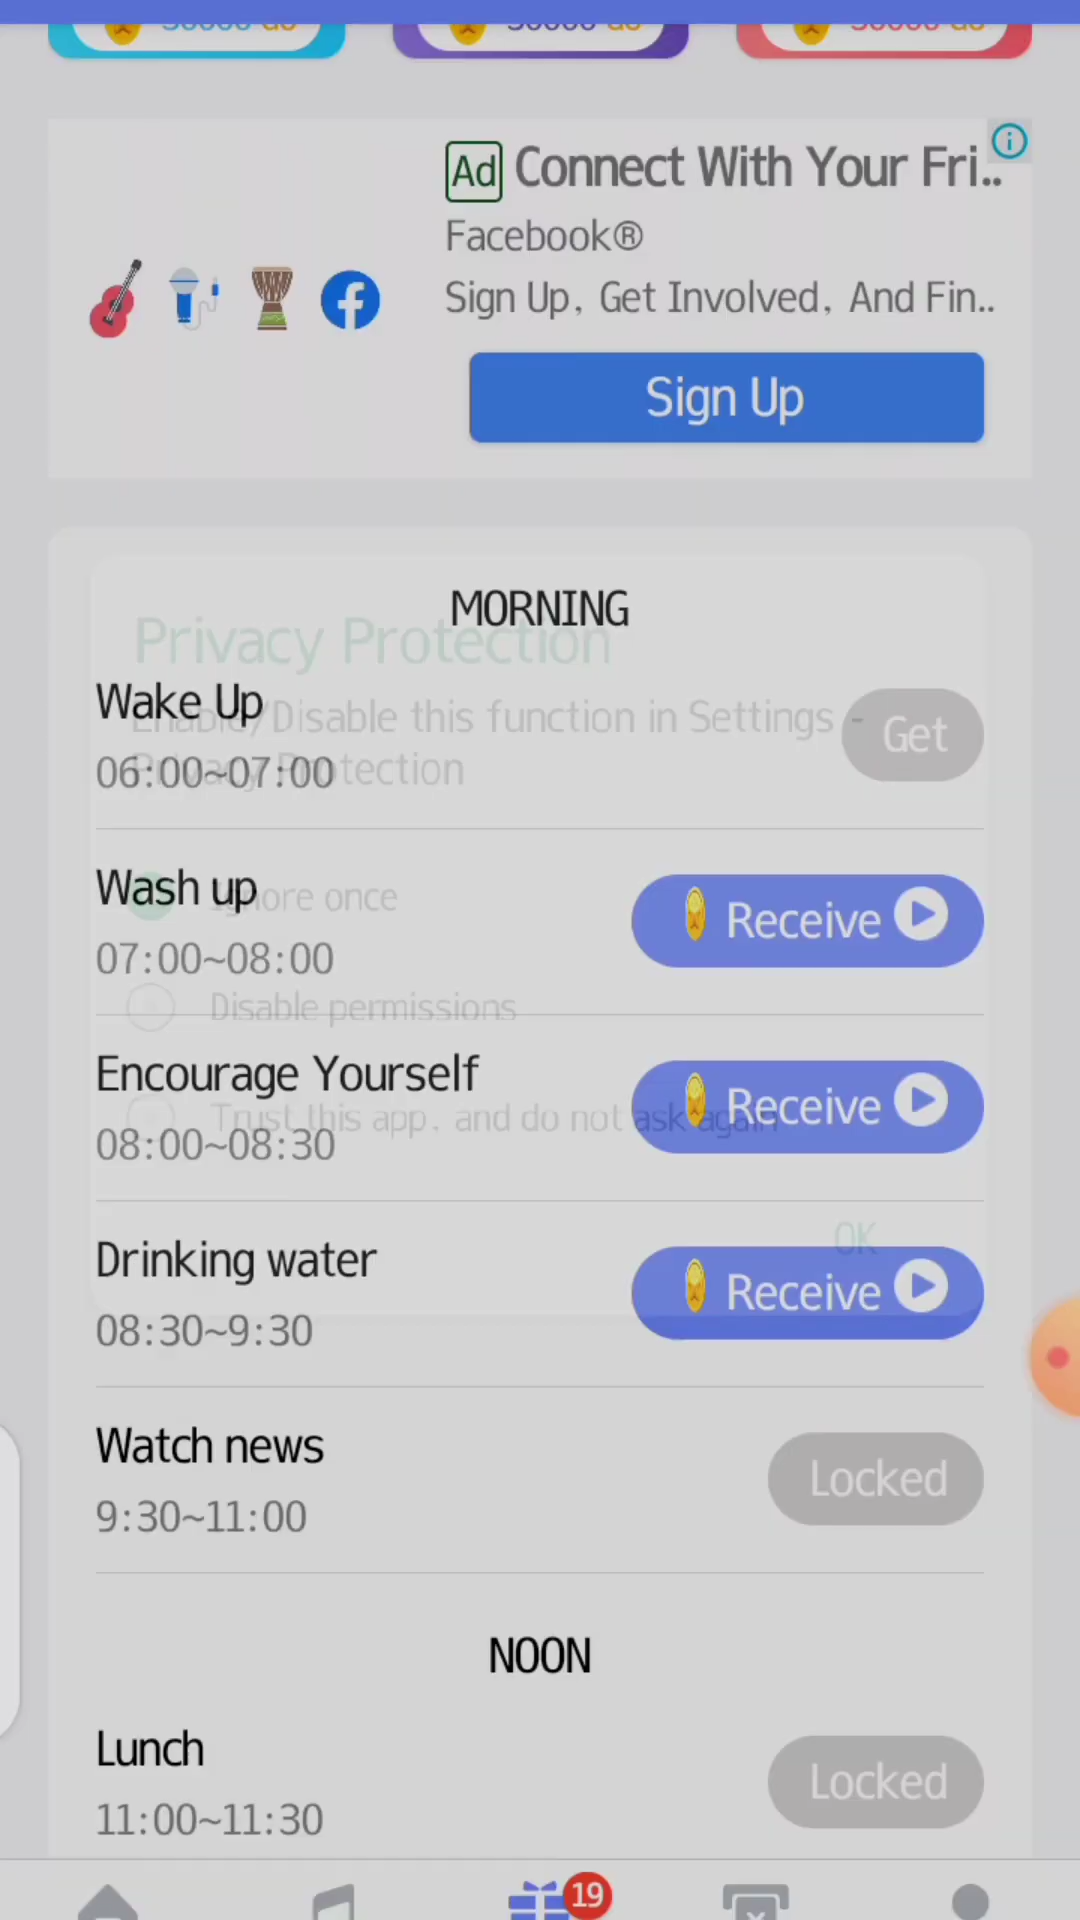 Ad Connect With Your Fri..
Facebook®
Sign Up, Get Involved, And Fin..
Sign Up
MORNING
Privacy Protection
Wake Up
Enable/Disable this function in Settings -
Get
Privacy Protection
06:00~07:00
Wash up
Ignore once
Receive
07:00~08:00
Disable permissions
Encourage Yourself
Receive
Trust this app, and do not ask again
08:00~08:30
OK
Drinking water
Receive
08:30~9:30
Watch news
Locked
9:30~11:00
NOON
Lunch
Locked
11:00~11:30
19